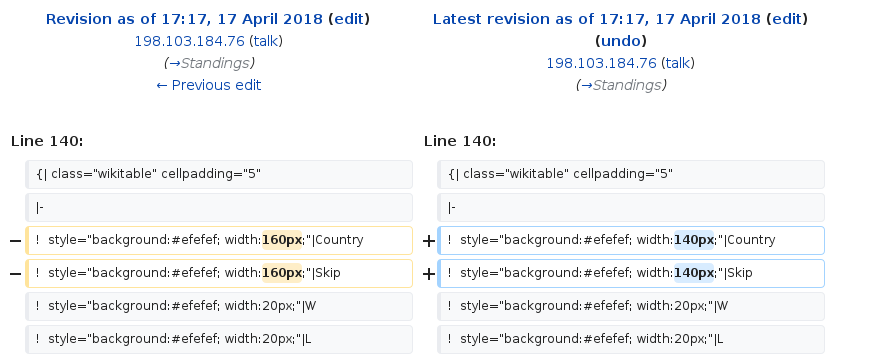 Revision as of 17:17, 17 April 2018 (edit)
198.103.184.76 (talk)
(→Standings)
← Previous edit
Latest revision as of 17:17, 17 April 2018 (edit)
(undo)
198.103.184.76 (talk)
(→Standings)
Line 140:
Line 140:
{| class="wikitable" cellpadding="5"
{| class="wikitable" cellpadding="5"
|-
|-
− ! style="background:#efefef; width:160px;"|Country
+ ! style="background:#efefef; width:140px;"|Country
− ! style="background:#efefef; width:160px;"|Skip
+ ! style="background:#efefef; width:140px;"|Skip
! style="background:#efefef; width:20px;"|W
! style="background:#efefef; width:20px;"|W
! style="background:#efefef; width:20px;"|L
! style="background:#efefef; width:20px;"|L